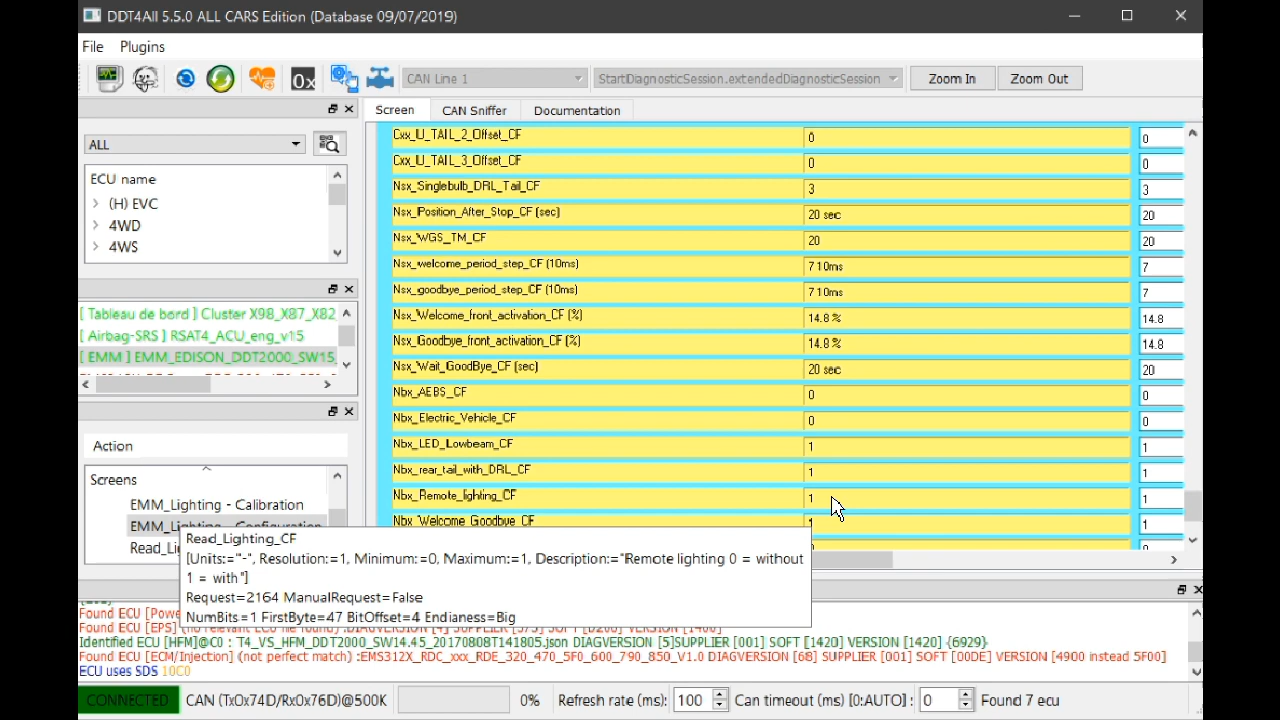 DDT4All 5.5.0 ALL CARS Edition (Database 09/07/2019)
File Plugins
0x CAN Line 1 StartDiagnosticSession.extendedDiagnosticSession Zoom In Zoom Out
Screen CAN Sniffer Documentation
ALL
ECU name
(H) EVC
4WD
4WS
[ Tableau de bord ] Cluster X98_X87_X82
[ Airbag-SRS ] RSAT4_ACU_eng_v15
[ EMM ] EMM_EDISON_DDT2000_SW15_
Action
Screens
EMM_Lighting - Calibration
EMM_Lighting - Configuration
Cxx_IU_TAIL_2_Offset_CF 0 0
Cxx_IU_TAIL_3_Offset_CF 0 0
Nsx_Singlebulb_DRL_Tail_CF 3 3
Nsx_Position_After_Stop_CF (sec) 20 sec 20
Nsx_WGS_TM_CF 20 20
Nsx_welcome_period_step_CF (10ms) 7 10ms 7
Nsx_goodbye_period_step_CF (10ms) 7 10ms 7
Nsx_Welcome_front_activation_CF (%) 14.8 % 14.8
Nsx_Goodbye_front_activation_CF (%) 14.8 % 14.8
Nsx_Wait_GoodBye_CF (sec) 20 sec 20
Nbx_AEBS_CF 0 0
Nbx_Electric_Vehicle_CF 0 0
Nbx_LED_Lowbeam_CF 1 1
Nbx_rear_tail_with_DRL_CF 1 1
Nbx_Remote_lighting_CF 1 1
Nbx_Welcome_Goodbye_CF 1 1
Read_Lighting_CF
[Units:="-", Resolution:=1, Minimum:=0, Maximum:=1, Description:="Remote lighting 0 = without
1 = with"]
Request=2164 ManualRequest=False
NumBits=1 FirstByte=47 BitOffset=4 Endianess=Big
Identified ECU [HFM]@C0 : T4_VS_HFM_DDT2000_SW14.45_20170808T141805.json DIAGVERSION [5]SUPPLIER [001] SOFT [1420] VERSION [1420] {6929}
Found ECU [ECM/Injection] (not perfect match) :EMS312X_RDC_xxx_RDE_320_470_5F0_600_790_850_V1.0 DIAGVERSION [68] SUPPLIER [001] SOFT [00DE] VERSION [4900 instead 5F00]
ECU uses SDS 10C0
CONNECTED CAN (Tx0x74D/Rx0x76D)@500K 0% Refresh rate (ms): 100 Can timeout (ms) [0:AUTO] : 0 Found 7 ecu